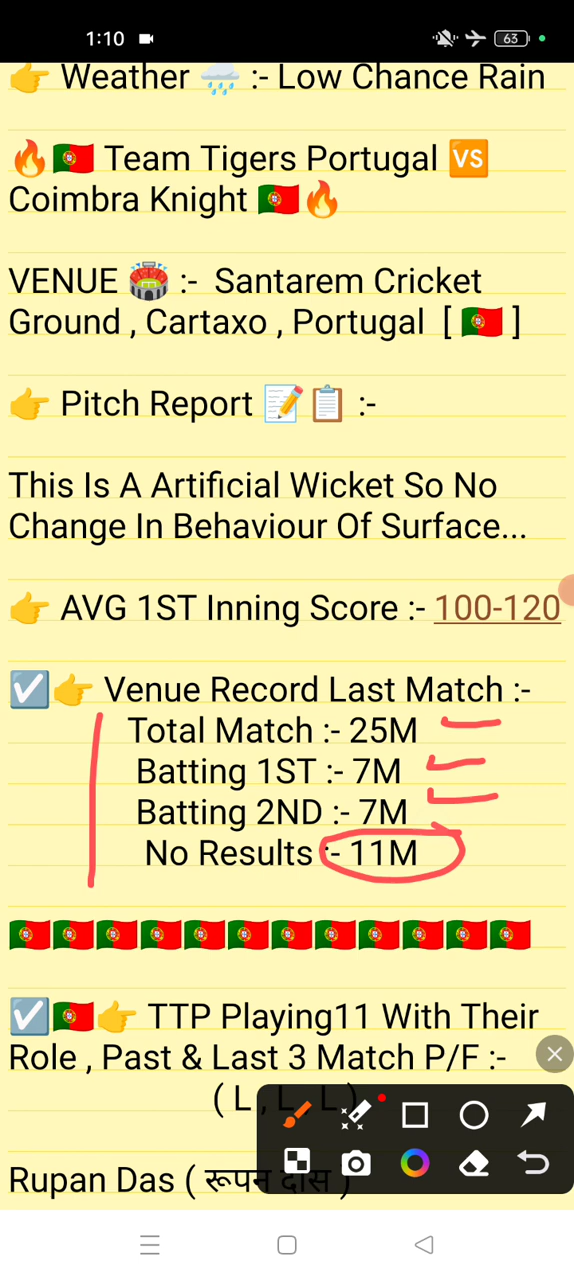 1:10
63
👉 Weather 🌧️ :- Low Chance Rain
🔥🇵🇹 Team Tigers Portugal 🆚
Coimbra Knight 🇵🇹🔥
VENUE 🏟️ :- Santarem Cricket
Ground , Cartaxo , Portugal [ 🇵🇹 ]
👉 Pitch Report 📝📋 :-
This Is A Artificial Wicket So No
Change In Behaviour Of Surface...
👉 AVG 1ST Inning Score :- 100-120
☑️👉 Venue Record Last Match :-
Total Match :- 25M
Batting 1ST :- 7M
Batting 2ND :- 7M
No Results :- 11M
🇵🇹🇵🇹🇵🇹🇵🇹🇵🇹🇵🇹🇵🇹🇵🇹🇵🇹🇵🇹🇵🇹🇵🇹
☑️🇵🇹👉 TTP Playing11 With Their
Role , Past & Last 3 Match P/F :-
( L , L , L )
Rupan Das ( रूपन दास )